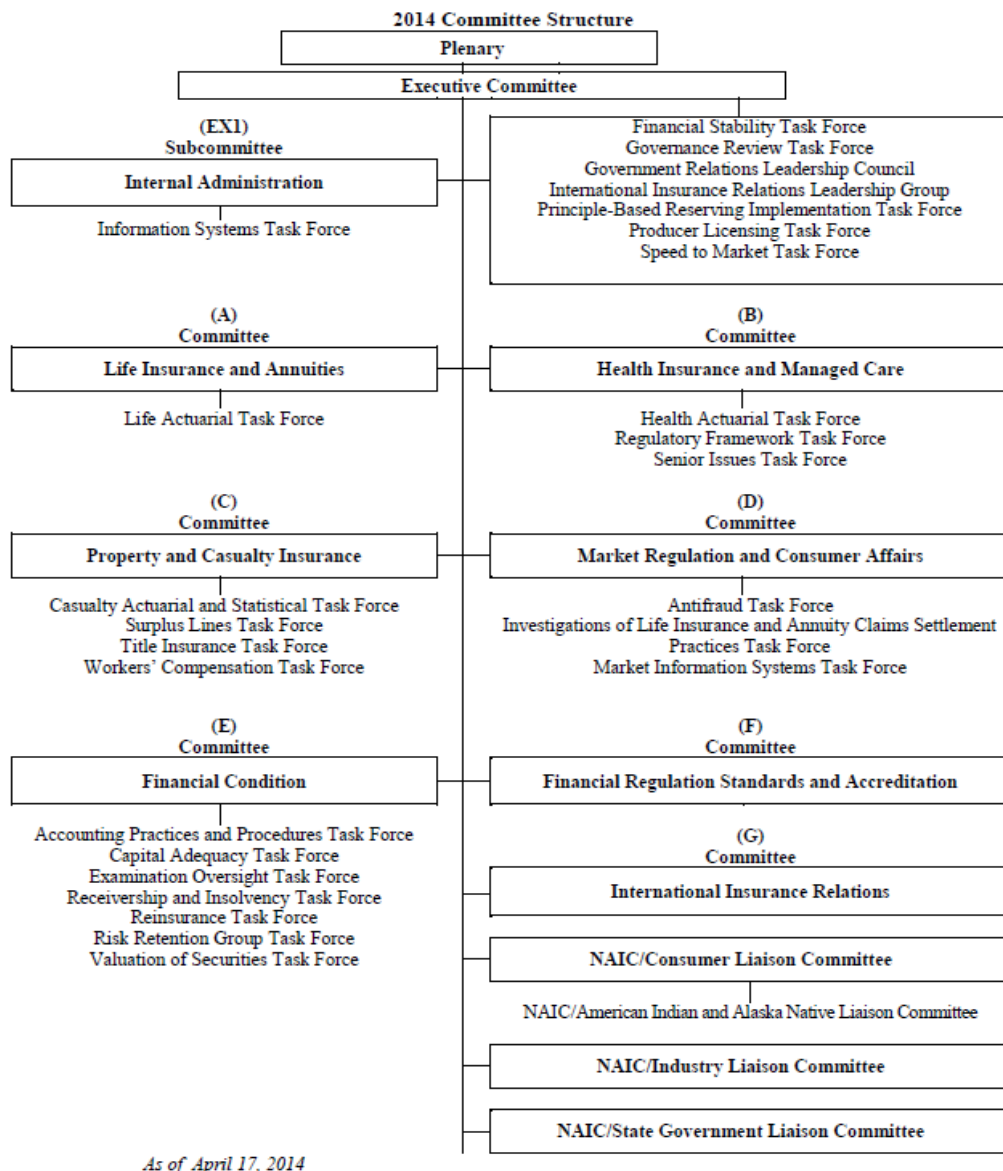 2014 Committee Structure
Plenary
Executive Committee
(EX1)
Subcommittee
Internal Administration
Information Systems Task Force
Financial Stability Task Force
Governance Review Task Force
Government Relations Leadership Council
International Insurance Relations Leadership Group
Principle-Based Reserving Implementation Task Force
Producer Licensing Task Force
Speed to Market Task Force
(A)
Committee
Life Insurance and Annuities
Life Actuarial Task Force
(B)
Committee
Health Insurance and Managed Care
Health Actuarial Task Force
Regulatory Framework Task Force
Senior Issues Task Force
(C)
Committee
Property and Casualty Insurance
Casualty Actuarial and Statistical Task Force
Surplus Lines Task Force
Title Insurance Task Force
Workers' Compensation Task Force
(D)
Committee
Market Regulation and Consumer Affairs
Antifraud Task Force
Investigations of Life Insurance and Annuity Claims Settlement
Practices Task Force
Market Information Systems Task Force
(E)
Committee
Financial Condition
Accounting Practices and Procedures Task Force
Capital Adequacy Task Force
Examination Oversight Task Force
Receivership and Insolvency Task Force
Reinsurance Task Force
Risk Retention Group Task Force
Valuation of Securities Task Force
(F)
Committee
Financial Regulation Standards and Accreditation
(G)
Committee
International Insurance Relations
NAIC/Consumer Liaison Committee
NAIC/American Indian and Alaska Native Liaison Committee
NAIC/Industry Liaison Committee
NAIC/State Government Liaison Committee
As of April 17, 2014